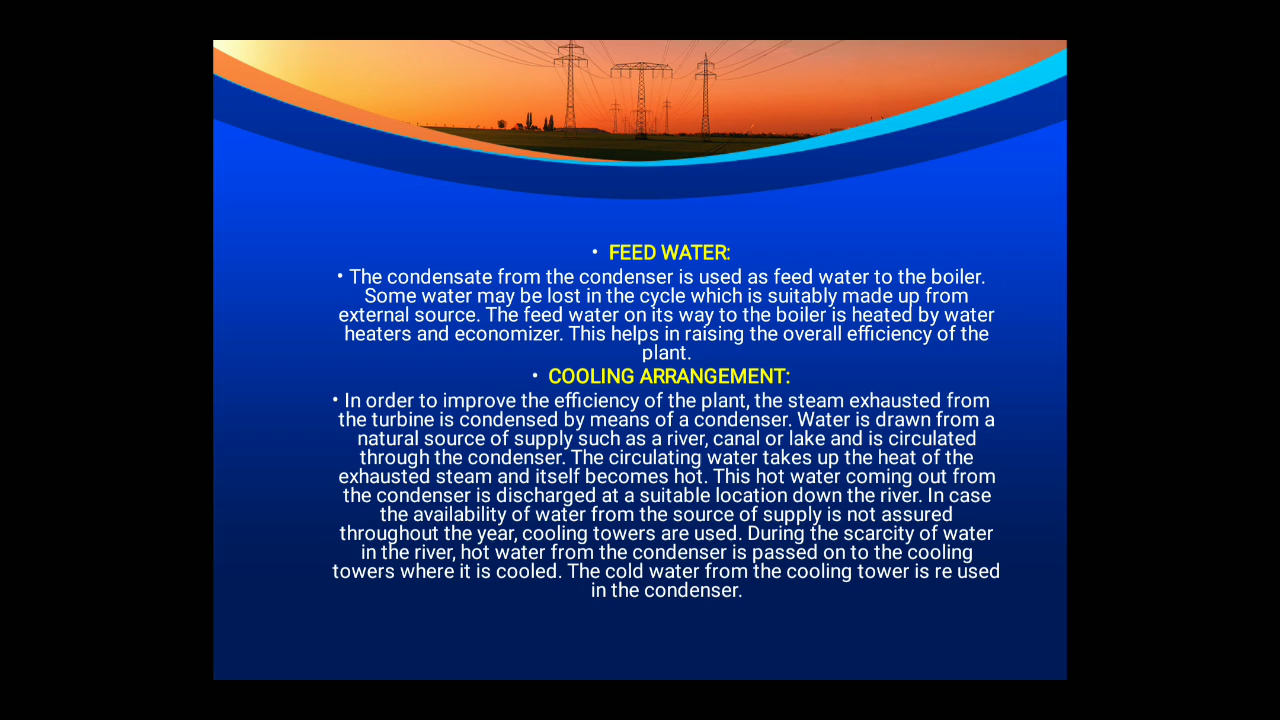 • FEED WATER:
• The condensate from the condenser is used as feed water to the boiler.
Some water may be lost in the cycle which is suitably made up from
external source. The feed water on its way to the boiler is heated by water
heaters and economizer. This helps in raising the overall efficiency of the
plant.
• COOLING ARRANGEMENT:
• In order to improve the efficiency of the plant, the steam exhausted from
the turbine is condensed by means of a condenser. Water is drawn from a
natural source of supply such as a river, canal or lake and is circulated
through the condenser. The circulating water takes up the heat of the
exhausted steam and itself becomes hot. This hot water coming out from
the condenser is discharged at a suitable location down the river. In case
the availability of water from the source of supply is not assured
throughout the year, cooling towers are used. During the scarcity of water
in the river, hot water from the condenser is passed on to the cooling
towers where it is cooled. The cold water from the cooling tower is re used
in the condenser.